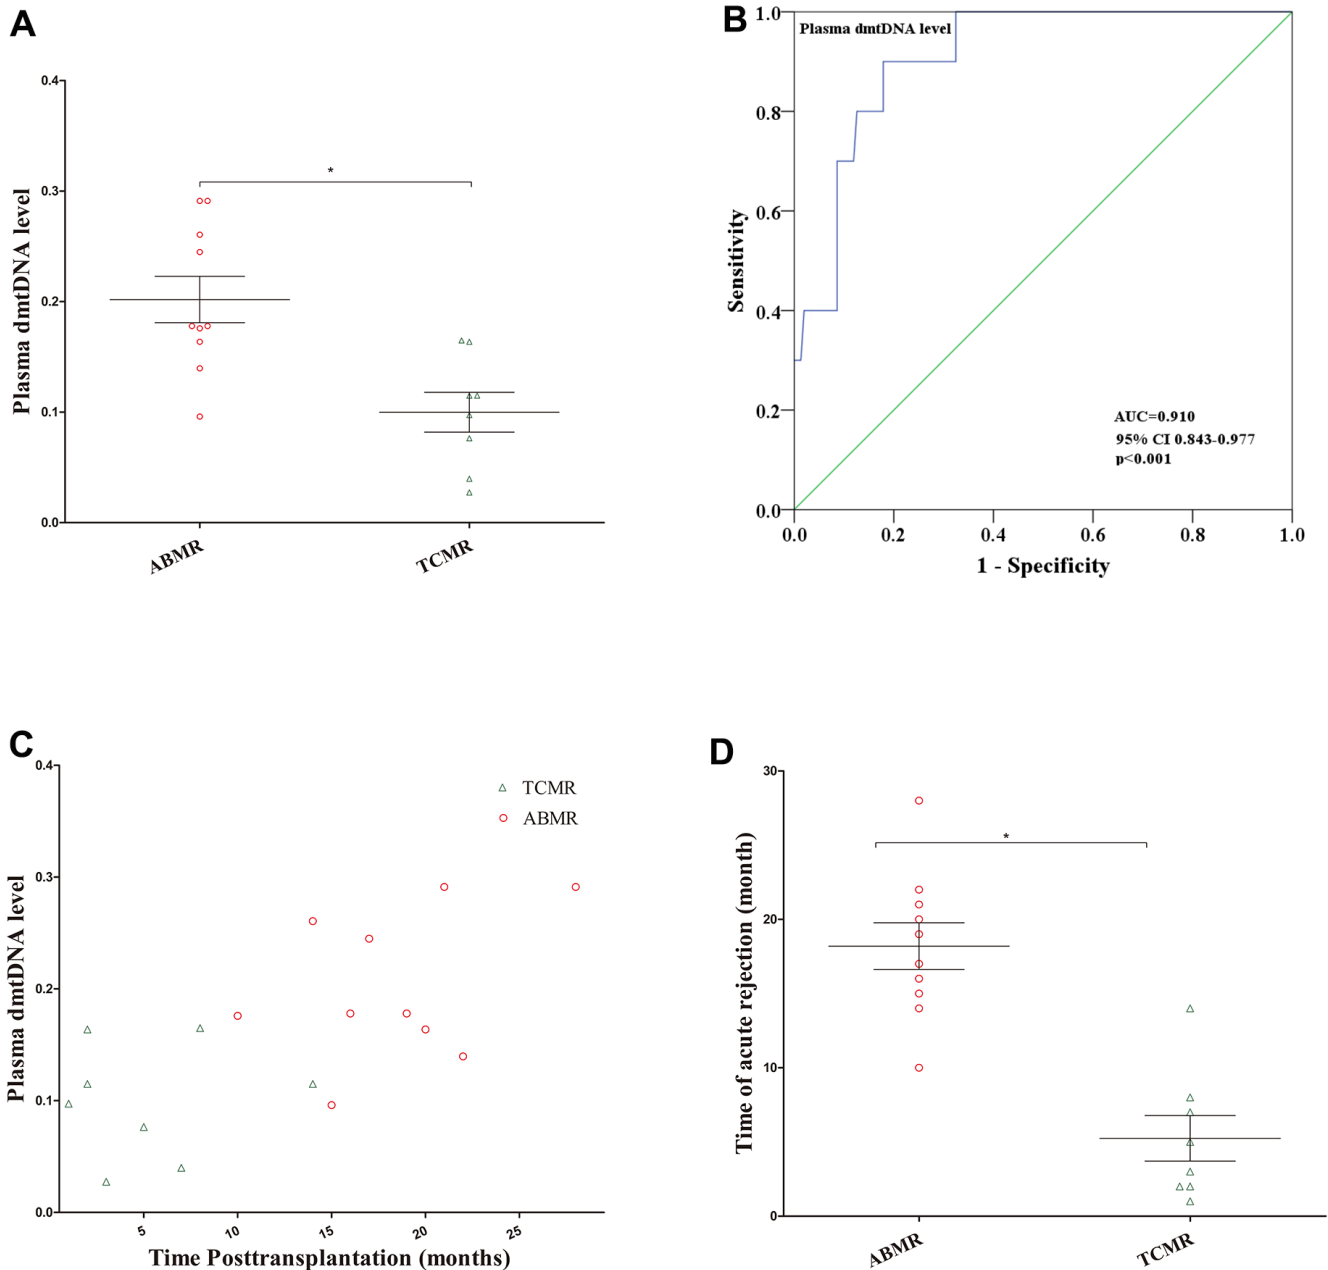 A
0.4
0.3
0.2
0.1
0.0
Plasma dmtDNA level
*
ABMR
TCMR
B
Plasma dmtDNA level
1.0
0.8
0.6
0.4
0.2
0.0
Sensitivity
AUC=0.910
95% CI 0.843-0.977
p<0.001
0.0 0.2 0.4 0.6 0.8 1.0
1 - Specificity
C
0.4
0.3
0.2
0.1
0.0
Plasma dmtDNA level
TCMR
ABMR
5 10 15 20 25
Time Posttransplantation (months)
D
30
20
10
0
Time of acute rejection (month)
*
ABMR
TCMR